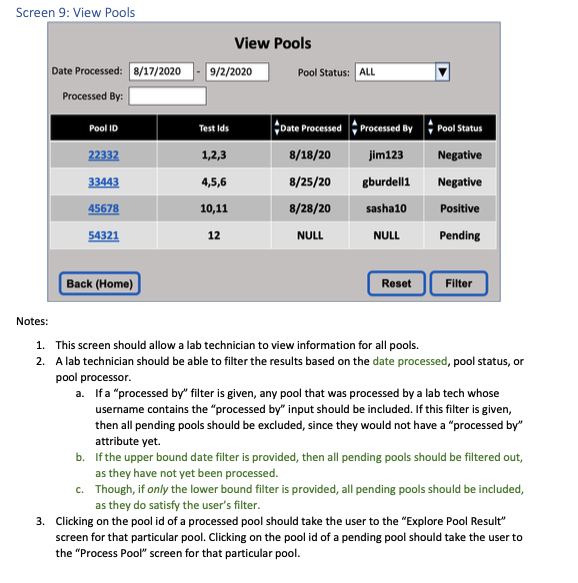 Screen 9: View Pools
View Pools
Date Processed: 8/17/2020 - 9/2/2020 Pool Status: ALL
Processed By:
Pool ID Test Ids Date Processed Processed By Pool Status
22332 1,2,3 8/18/20 jim123 Negative
33443 4,5,6 8/25/20 gburdell1 Negative
45678 10,11 8/28/20 sasha10 Positive
54321 12 NULL NULL Pending
Back (Home) Reset Filter
Notes:
1. This screen should allow a lab technician to view information for all pools.
2. A lab technician should be able to filter the results based on the date processed, pool status, or
pool processor.
a. If a “processed by” filter is given, any pool that was processed by a lab tech whose
username contains the “processed by” input should be included. If this filter is given,
then all pending pools should be excluded, since they would not have a “processed by”
attribute yet.
b. If the upper bound date filter is provided, then all pending pools should be filtered out,
as they have not yet been processed.
c. Though, if only the lower bound filter is provided, all pending pools should be included,
as they do satisfy the user’s filter.
3. Clicking on the pool id of a processed pool should take the user to the “Explore Pool Result”
screen for that particular pool. Clicking on the pool id of a pending pool should take the user to
the “Process Pool” screen for that particular pool.